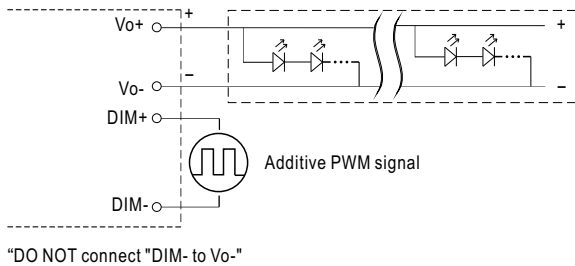 Vo+
+
+
Vo-
–
–
DIM+
Additive PWM signal
DIM-
“DO NOT connect "DIM- to Vo-"